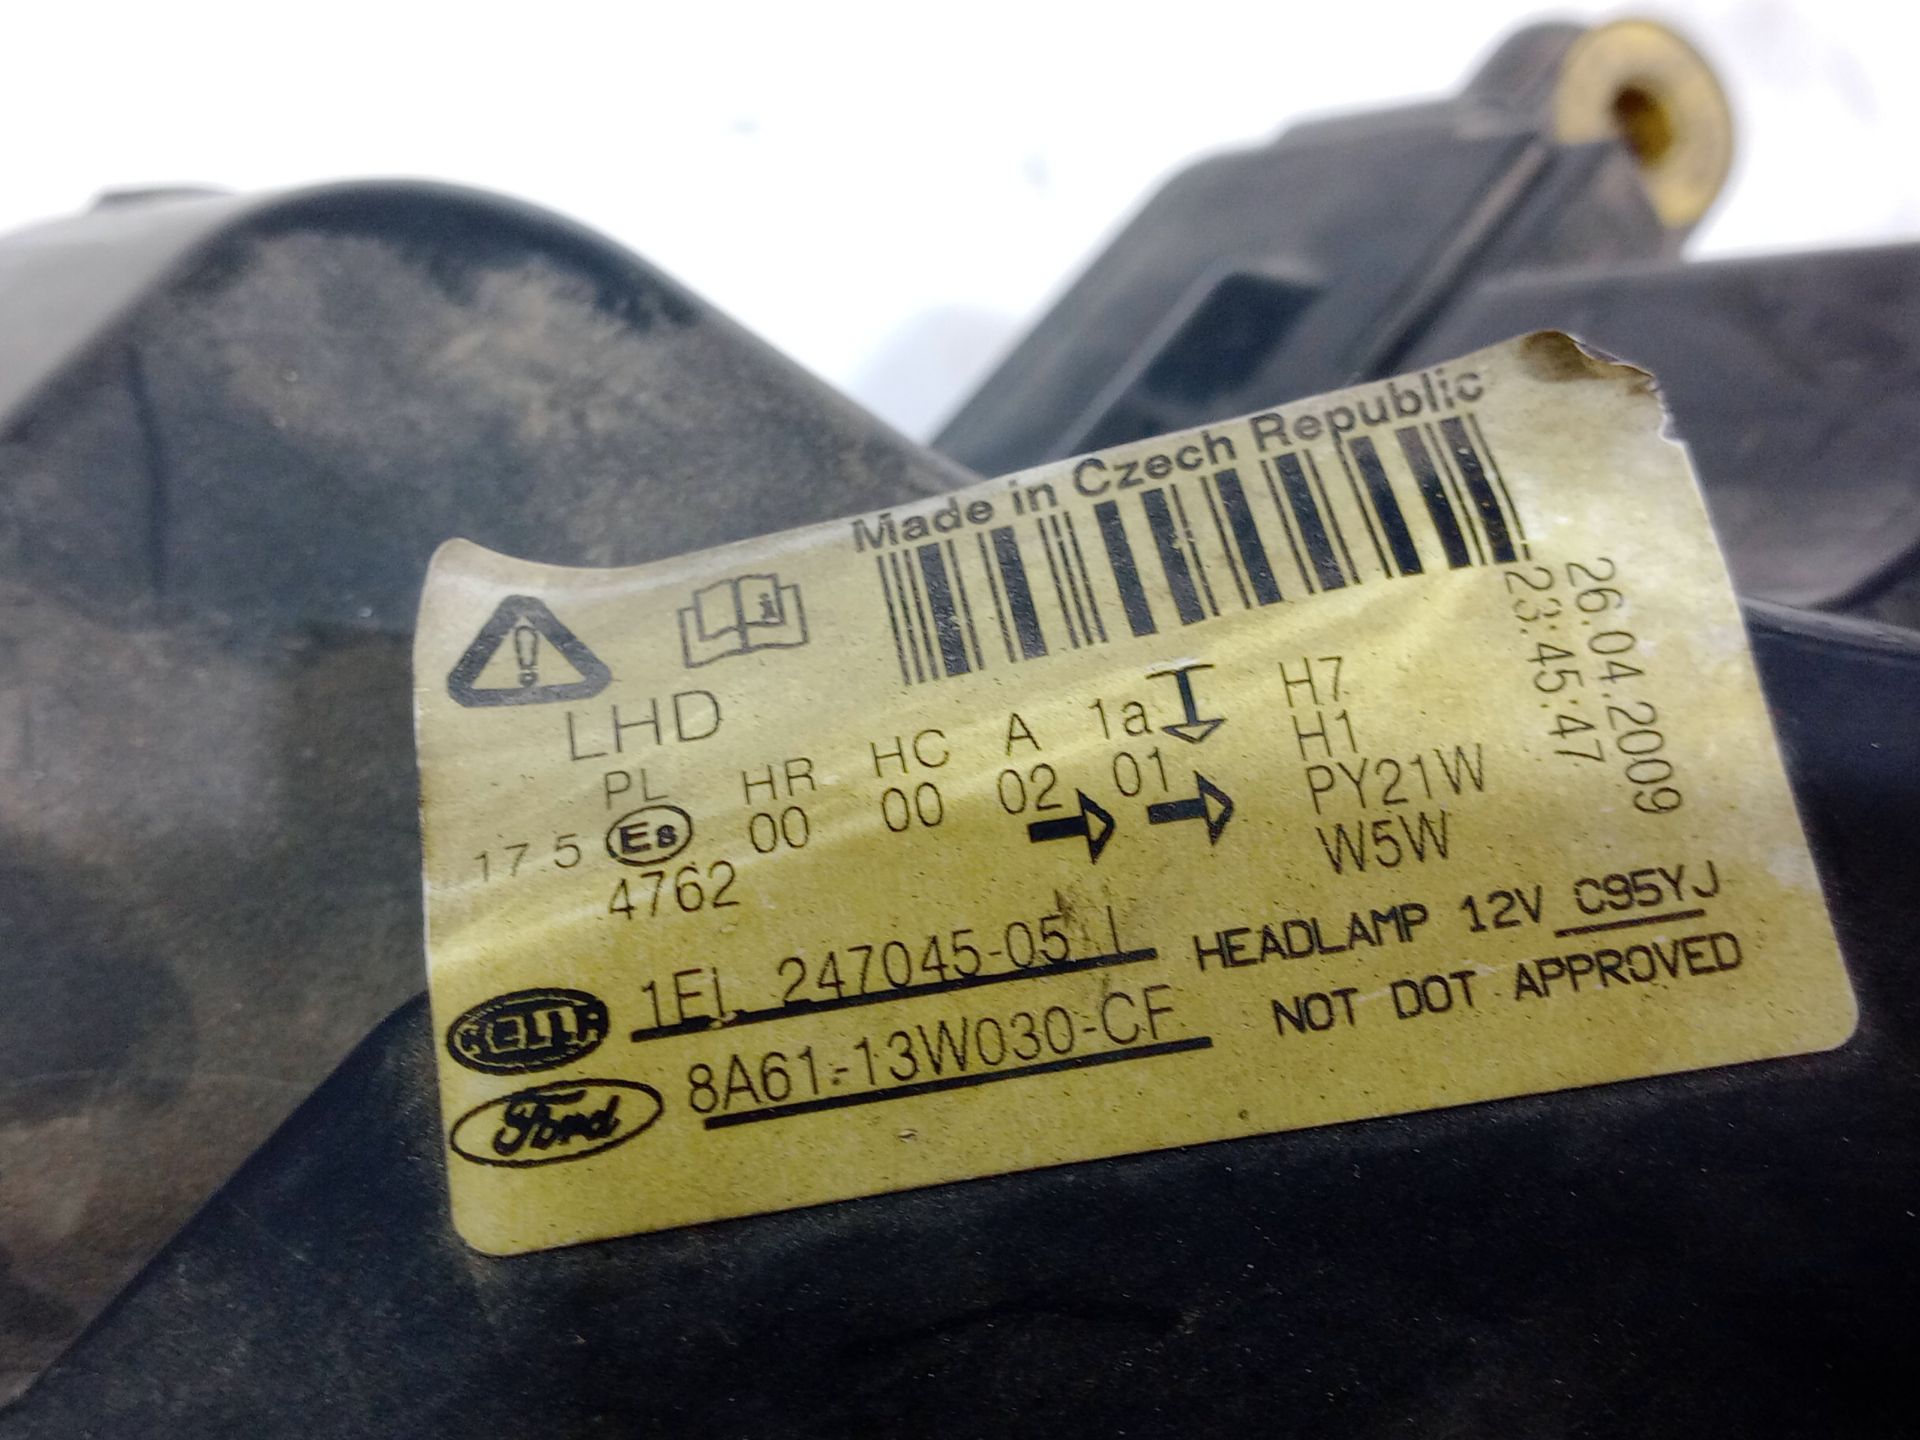 Made in Czech Republic
26.04.2009
23:45:47
LHD
PL HR HC A 1a
17.5 E8 00 00 02 01
4762
H7
H1
PY21W
W5W
1EL 247045-05 L HEADLAMP 12V C95YJ
HELLA
8A61-13W030-CF NOT DOT APPROVED
Ford